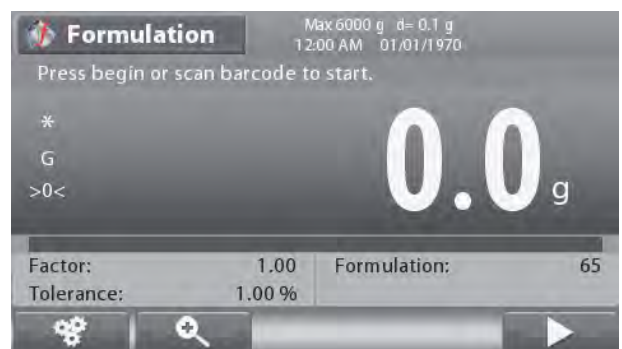 Formulation
Max 6000 g d= 0.1 g
12:00 AM 01/01/1970
Press begin or scan barcode to start.
*
G
>0<
0.0 g
Factor: 1.00 Formulation: 65
Tolerance: 1.00 %